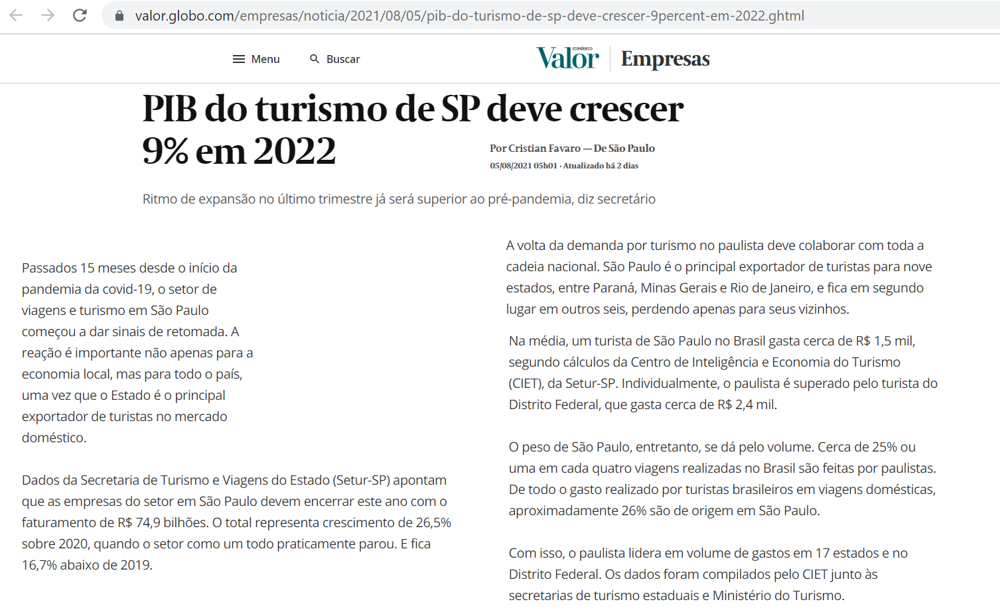 valor.globo.com/empresas/noticia/2021/08/05/pib-do-turismo-de-sp-deve-crescer-9percent-em-2022.ghtml
Menu
Buscar
Valor ECONÔMICO
Empresas
PIB do turismo de SP deve crescer
9% em 2022
Por Cristian Favaro — De São Paulo
05/08/2021 05h01 · Atualizado há 2 dias
Ritmo de expansão no último trimestre já será superior ao pré-pandemia, diz secretário
Passados 15 meses desde o início da
pandemia da covid-19, o setor de
viagens e turismo em São Paulo
começou a dar sinais de retomada. A
reação é importante não apenas para a
economia local, mas para todo o país,
uma vez que o Estado é o principal
exportador de turistas no mercado
doméstico.
Dados da Secretaria de Turismo e Viagens do Estado (Setur-SP) apontam
que as empresas do setor em São Paulo devem encerrar este ano com o
faturamento de R$ 74,9 bilhões. O total representa crescimento de 26,5%
sobre 2020, quando o setor como um todo praticamente parou. E fica
16,7% abaixo de 2019.
A volta da demanda por turismo no paulista deve colaborar com toda a
cadeia nacional. São Paulo é o principal exportador de turistas para nove
estados, entre Paraná, Minas Gerais e Rio de Janeiro, e fica em segundo
lugar em outros seis, perdendo apenas para seus vizinhos.
Na média, um turista de São Paulo no Brasil gasta cerca de R$ 1,5 mil,
segundo cálculos da Centro de Inteligência e Economia do Turismo
(CIET), da Setur-SP. Individualmente, o paulista é superado pelo turista do
Distrito Federal, que gasta cerca de R$ 2,4 mil.
O peso de São Paulo, entretanto, se dá pelo volume. Cerca de 25% ou
uma em cada quatro viagens realizadas no Brasil são feitas por paulistas.
De todo o gasto realizado por turistas brasileiros em viagens domésticas,
aproximadamente 26% são de origem em São Paulo.
Com isso, o paulista lidera em volume de gastos em 17 estados e no
Distrito Federal. Os dados foram compilados pelo CIET junto às
secretarias de turismo estaduais e Ministério do Turismo.